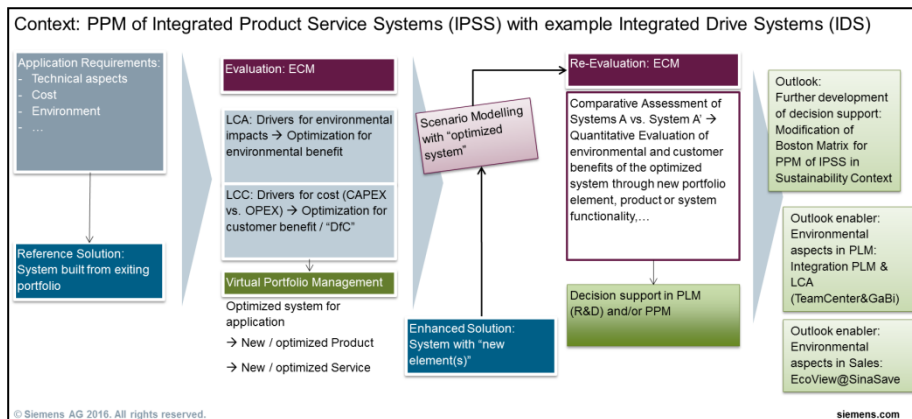 Context: PPM of Integrated Product Service Systems (IPSS) with example Integrated Drive Systems (IDS)
Application Requirements:
- Technical aspects
- Cost
- Environment
- ...
Reference Solution:
System built from exiting
portfolio
Evaluation: ECM
LCA: Drivers for environmental
impacts → Optimization for
environmental benefit
LCC: Drivers for cost (CAPEX
vs. OPEX) → Optimization for
customer benefit / "DfC"
Virtual Portfolio Management
Optimized system for
application
→ New / optimized Product
→ New / optimized Service
Scenario Modelling
with "optimized
system"
Enhanced Solution:
System with "new
element(s)"
Re-Evaluation: ECM
Comparative Assessment of
Systems A vs. System A' →
Quantitative Evaluation of
environmental and customer
benefits of the optimized
system through new portfolio
element, product or system
functionality,...
Decision support in PLM
(R&D) and/or PPM
Outlook:
Further development
of decision support:
Modification of
Boston Matrix for
PPM of IPSS in
Sustainability Context
Outlook enabler:
Environmental
aspects in PLM:
Integration PLM &
LCA
(TeamCenter&GaBi)
Outlook enabler:
Environmental
aspects in Sales:
EcoView@SinaSave
© Siemens AG 2016. All rights reserved.
siemens.com